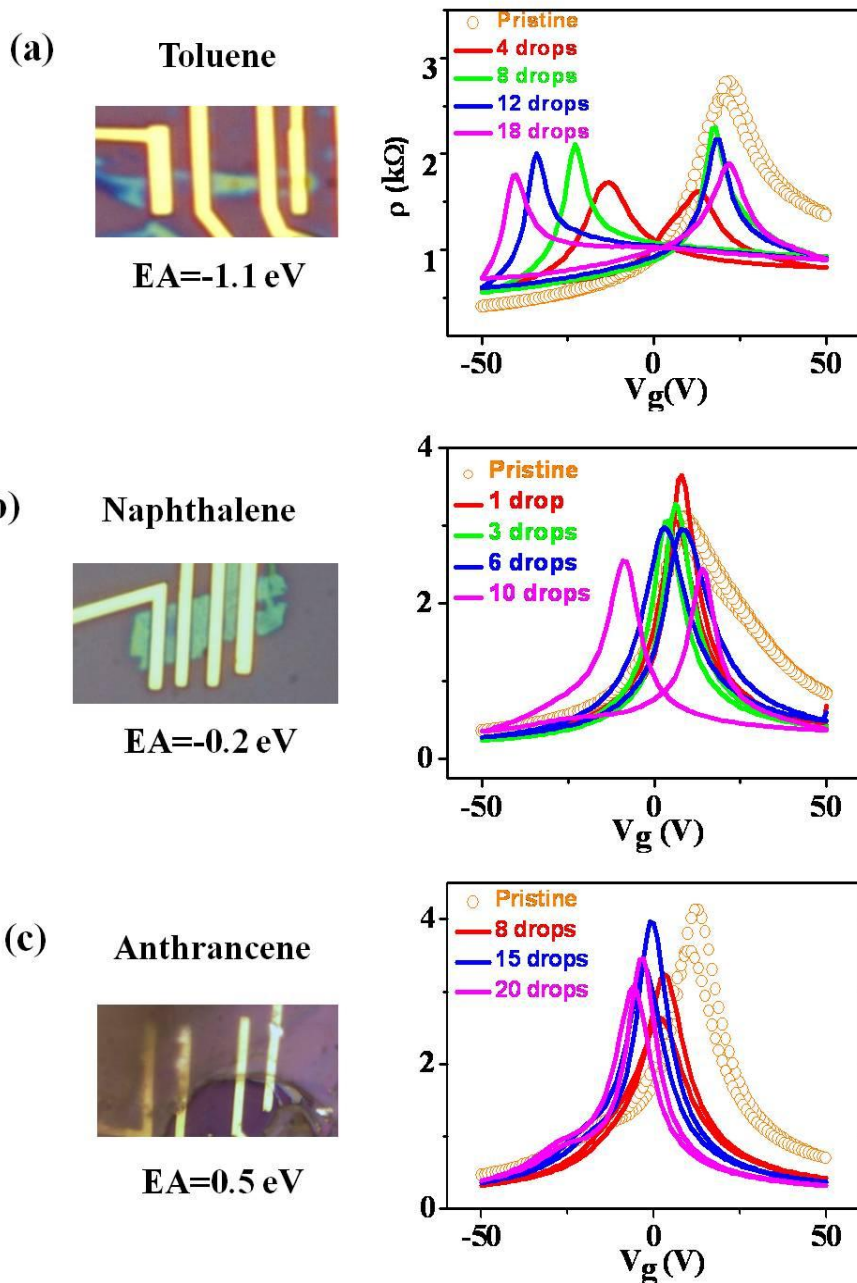 (a)
Toluene
EA=-1.1 eV
Pristine
4 drops
8 drops
12 drops
18 drops
ρ (kΩ)
3
2
1
-50
0
50
Vg(V)
b)
Naphthalene
EA=-0.2 eV
Pristine
1 drop
3 drops
6 drops
10 drops
4
2
0
-50
0
50
Vg (V)
(c)
Anthrancene
EA=0.5 eV
Pristine
8 drops
15 drops
20 drops
4
2
0
-50
0
50
Vg (V)